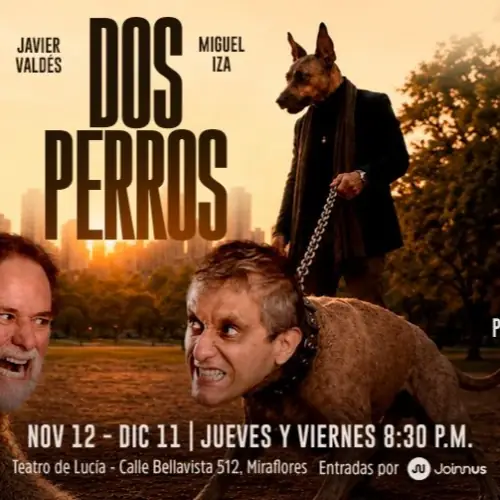 JAVIER
VALDÉS
MIGUEL
IZA
DOS
PERROS
P
NOV 12 - DIC 11 | JUEVES Y VIERNES 8:30 P.M.
Teatro de Lucía - Calle Bellavista 512, Miraflores Entradas por Joinnus